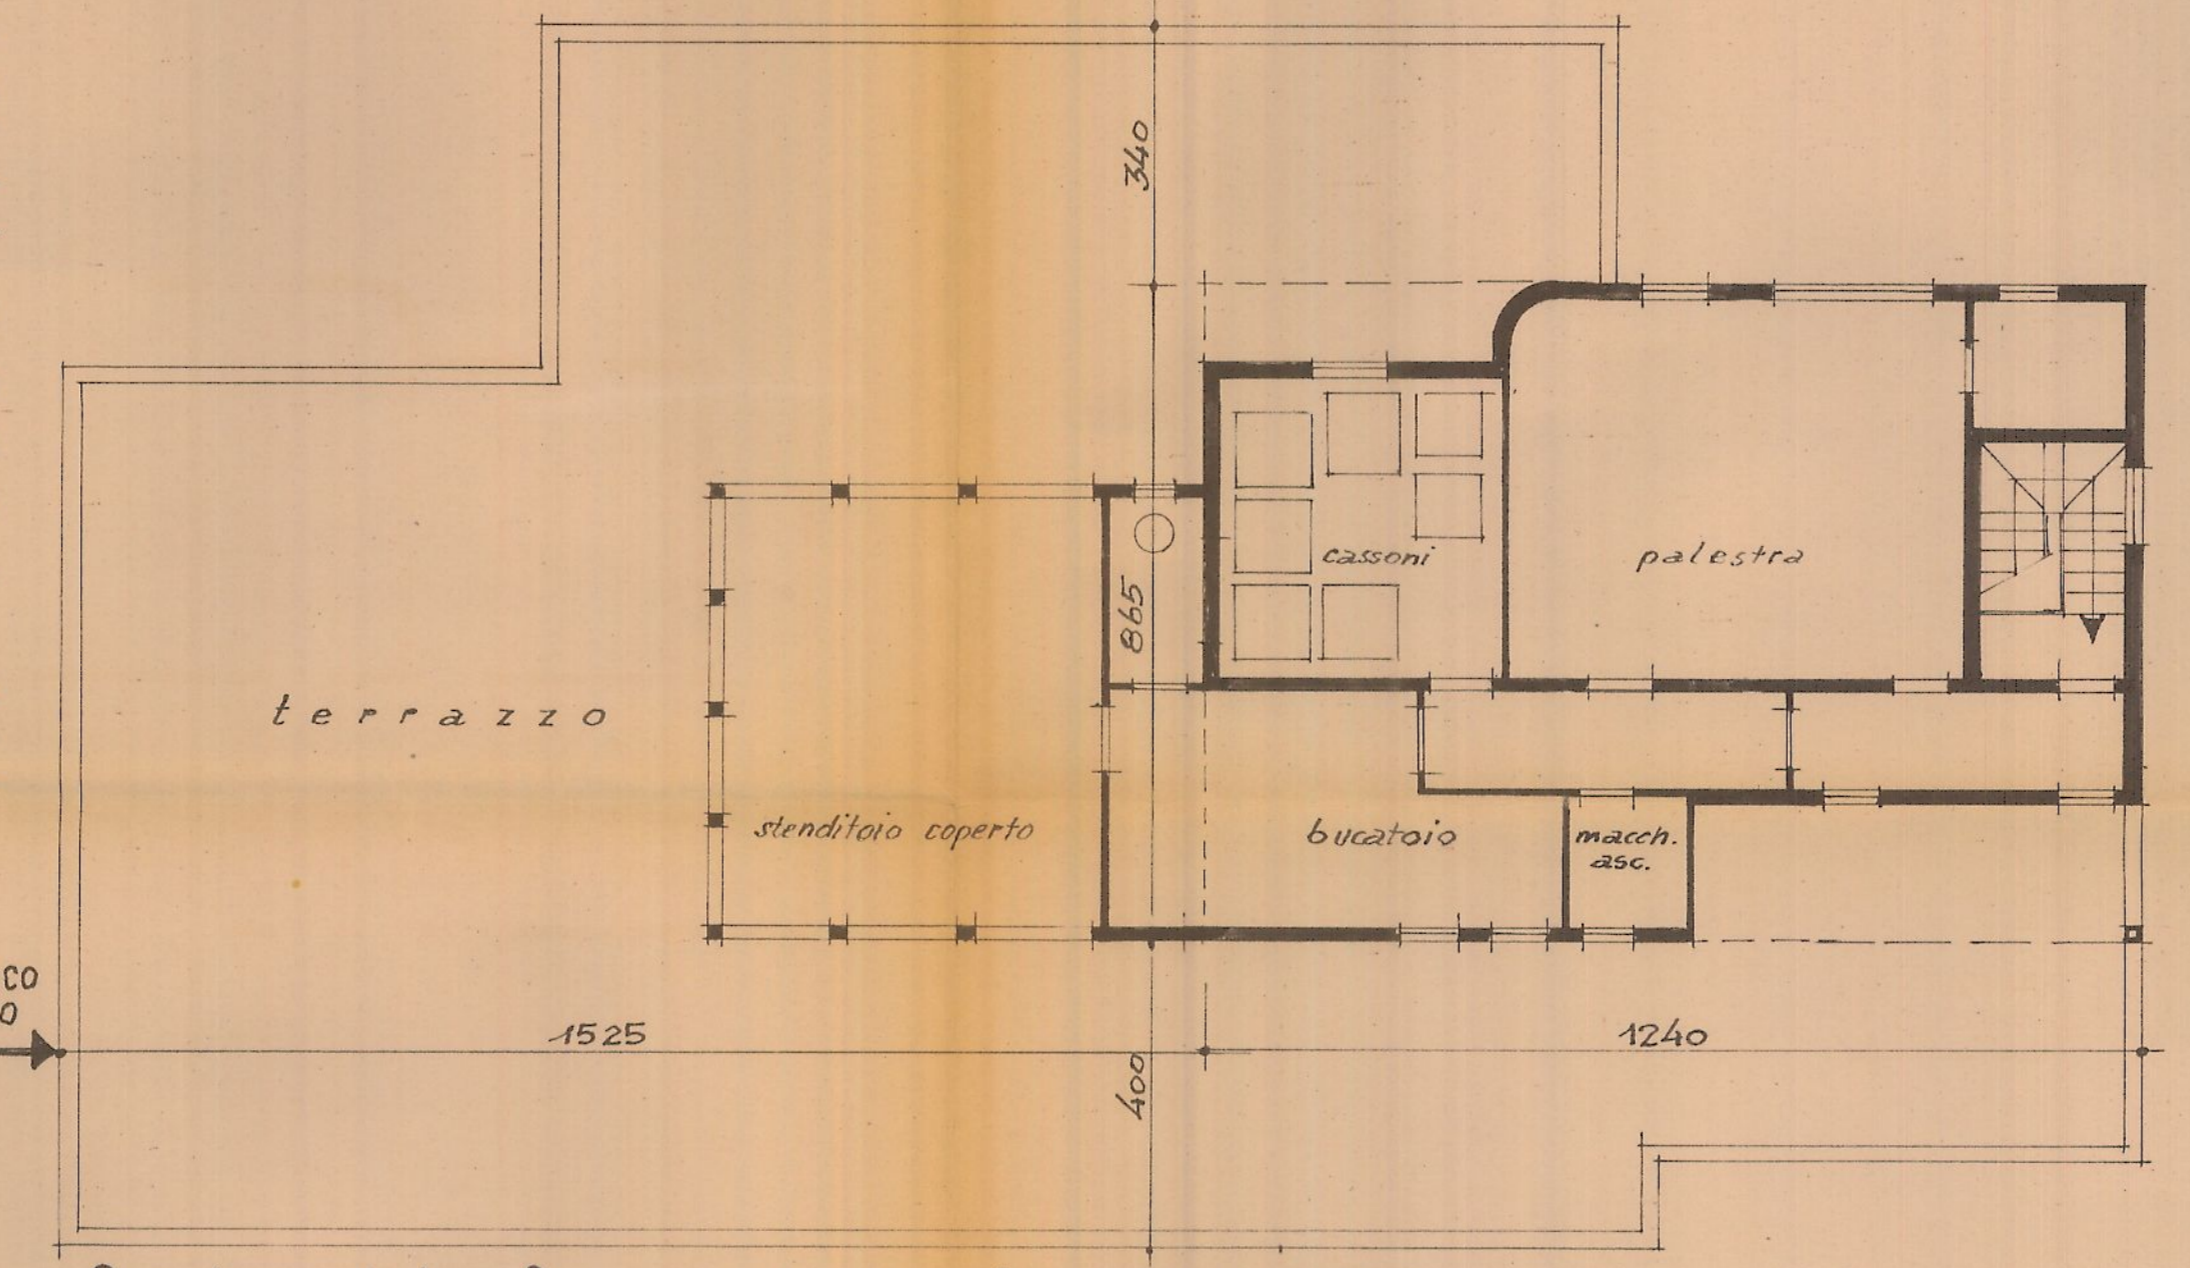 340
cassoni
palestra
865
terrazzo
stenditoio coperto
bucatoio
macch.
asc.
CO
O
1525
1240
400